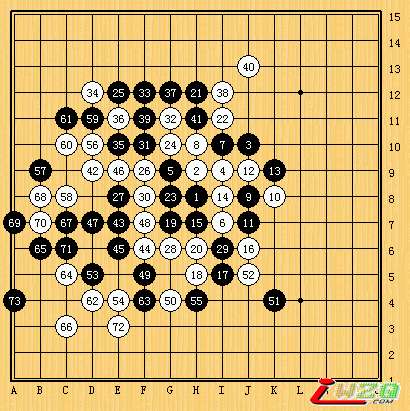 15
14
40 13
34 25 33 37 21 38 12
61 59 36 39 32 41 22 11
60 56 35 31 24 8 7 3 10
57 42 46 26 5 2 4 12 13 9
68 58 27 30 23 1 14 9 10 8
69 70 67 47 43 48 19 15 6 11 7
65 71 45 44 28 20 29 16 6
64 53 49 18 17 52 5
73 62 54 63 50 55 51 4
66 72 3
2
1
A B C D E F G H I J K L
iWZQ
.COM